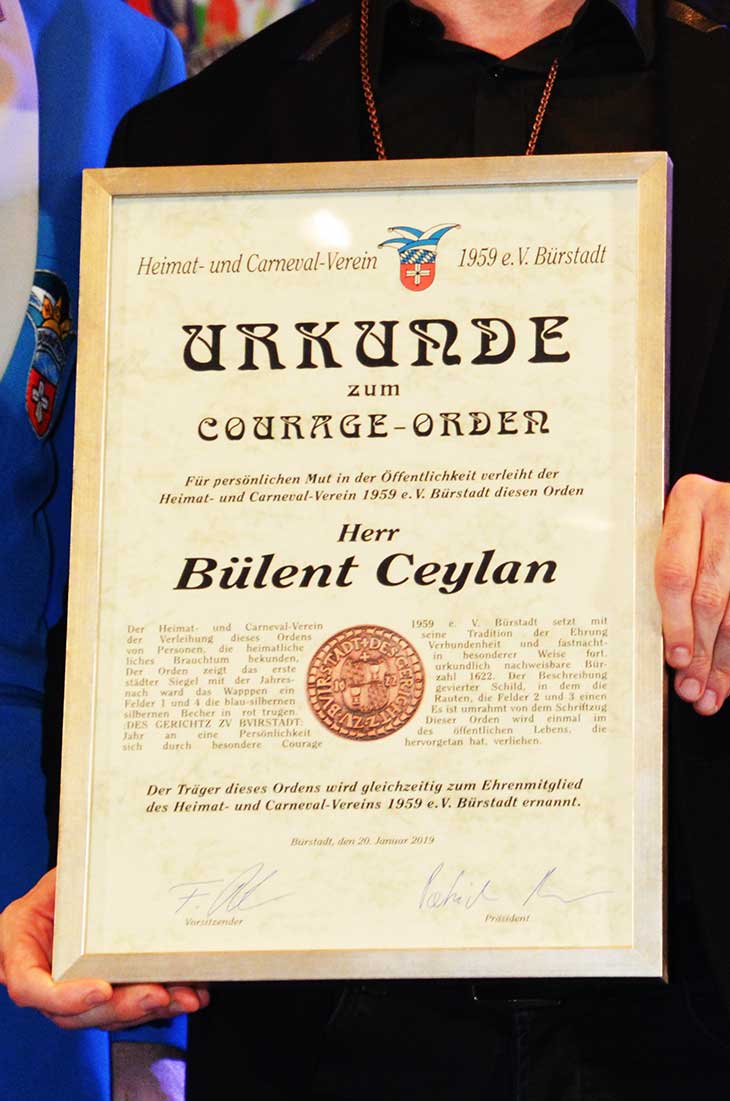 Heimat- und Carneval-Verein 1959 e.V. Bürstadt
URKUNDE
zum
COURAGE-ORDEN
Für persönlichen Mut in der Öffentlichkeit verleiht der
Heimat- und Carneval-Verein 1959 e.V. Bürstadt diesen Orden
Herr
Bülent Ceylan
Der Heimat- und Carneval-Verein 1959 e. V. Bürstadt setzt mit
der Verleihung dieses Ordens seine Tradition der Ehrung
von Personen, die heimatliche Verbundenheit und fastnacht-
liches Brauchtum bekunden, in besonderer Weise fort.
Der Orden zeigt das erste urkundlich nachweisbare Bür-
städter Siegel mit der Jahres- zahl 1622. Der Beschreibung
nach ward das Wapppen ein gevierter Schild, in dem die
Felder 1 und 4 die blau-silbernen Rauten, die Felder 2 und 3 einen
silbernen Becher in rot trugen. Es ist umrahmt von dem Schriftzug
:DES GERICHTZ ZV BVIRSTADT: Dieser Orden wird einmal im
Jahr an eine Persönlichkeit des öffentlichen Lebens, die
sich durch besondere Courage hervorgetan hat, verliehen.
Der Träger dieses Ordens wird gleichzeitig zum Ehrenmitglied
des Heimat- und Carneval-Vereins 1959 e.V. Bürstadt ernannt.
Bürstadt, den 20. Januar 2019
Vorsitzender
Präsident